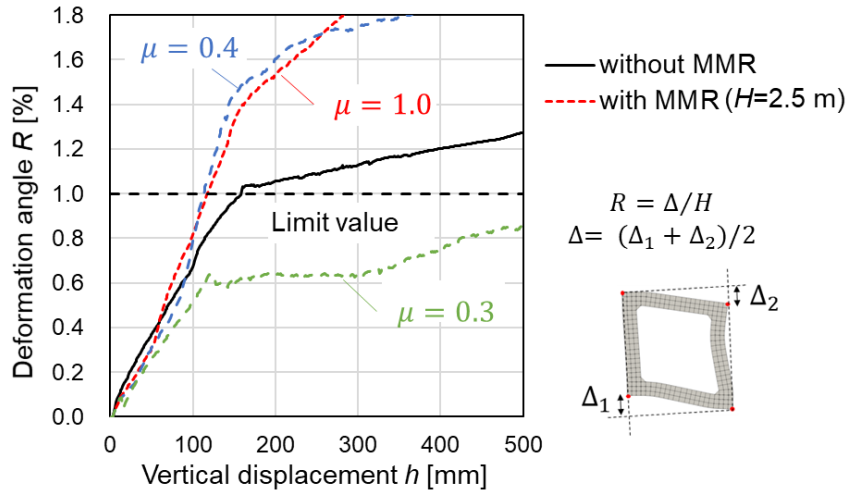 1.8
1.6
1.4
1.2
1.0
0.8
0.6
0.4
0.2
0.0
Deformation angle R [%]
μ = 0.4
μ = 1.0
Limit value
μ = 0.3
0 100 200 300 400 500
Vertical displacement h [mm]
without MMR
with MMR (H=2.5 m)
R = Δ/H
Δ= (Δ₁ + Δ₂)/2
Δ₂
Δ₁